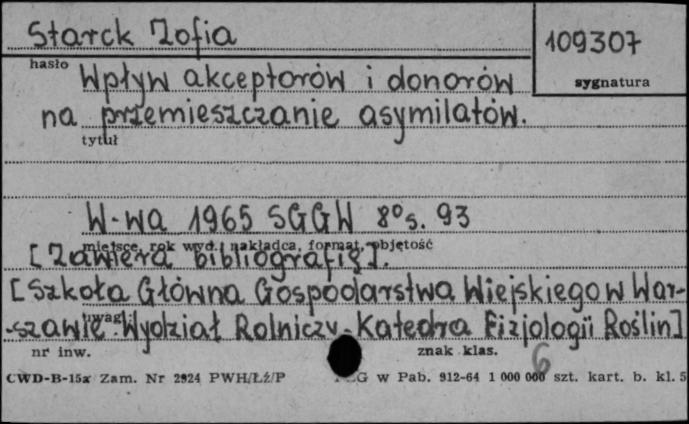 Starck Zofia
109307
hasło
sygnatura
Wpływ akceptorów i donorów
na przemieszczanie asymilatów.
tytuł
W-wa 1965 SGGW 8° s. 93
miejsce, rok wyd., nakładca, format, objętość
[Zawiera bibliografię].
[Szkoła Główna Gospodarstwa Wiejskiego w War-
uwagi
-szawie Wydział Rolniczy-Katedra Fizjologii Roślin]
nr inw. znak klas.
6
CWD-B-15a Zam. Nr 2924 PWH/Łź/P G w Pab. 912-64 1 000 000 szt. kart. b. kl. 5